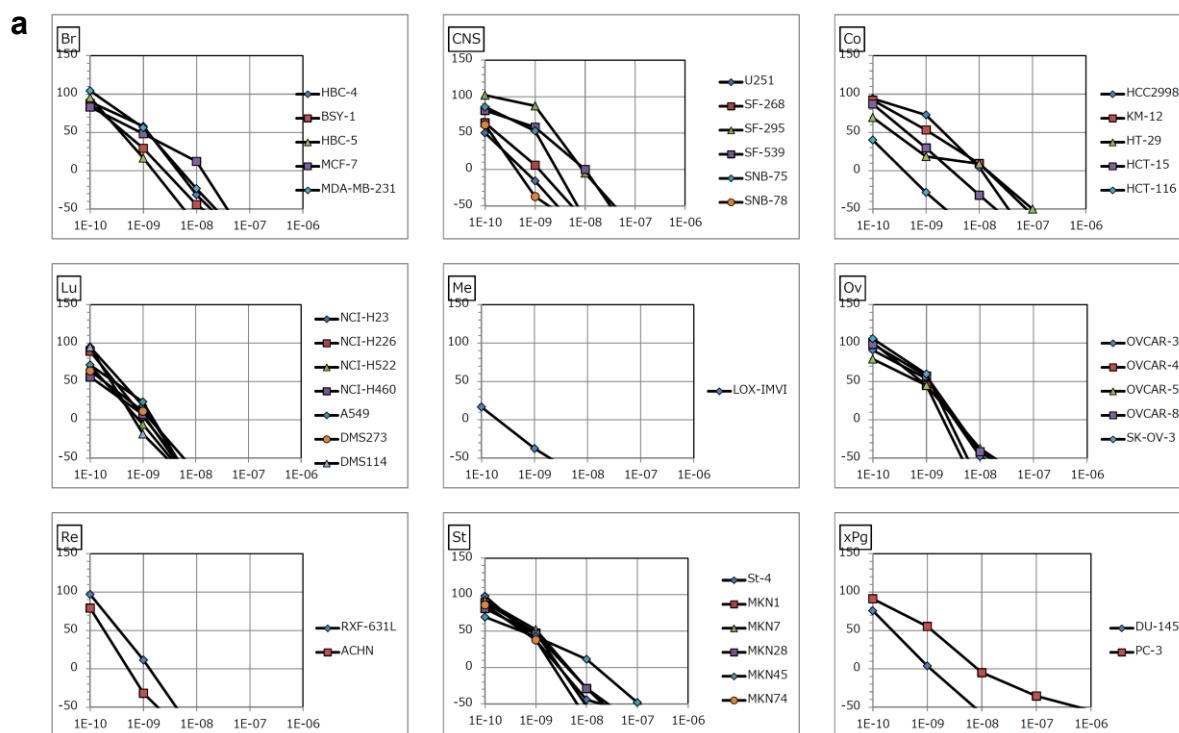 a
Br
150
100
50
0
-50
1E-10 1E-09 1E-08 1E-07 1E-06
HBC-4
BSY-1
HBC-5
MCF-7
MDA-MB-231
CNS
150
100
50
0
-50
1E-10 1E-09 1E-08 1E-07 1E-06
U251
SF-268
SF-295
SF-539
SNB-75
SNB-78
Co
150
100
50
0
-50
1E-10 1E-09 1E-08 1E-07 1E-06
HCC2998
KM-12
HT-29
HCT-15
HCT-116
Lu
150
100
50
0
-50
1E-10 1E-09 1E-08 1E-07 1E-06
NCI-H23
NCI-H226
NCI-H522
NCI-H460
A549
DMS273
DMS114
Me
150
100
50
0
-50
1E-10 1E-09 1E-08 1E-07 1E-06
LOX-IMVI
Ov
150
100
50
0
-50
1E-10 1E-09 1E-08 1E-07 1E-06
OVCAR-3
OVCAR-4
OVCAR-5
OVCAR-8
SK-OV-3
Re
150
100
50
0
-50
1E-10 1E-09 1E-08 1E-07 1E-06
RXF-631L
ACHN
St
150
100
50
0
-50
1E-10 1E-09 1E-08 1E-07 1E-06
St-4
MKN1
MKN7
MKN28
MKN45
MKN74
xPg
150
100
50
0
-50
1E-10 1E-09 1E-08 1E-07 1E-06
DU-145
PC-3